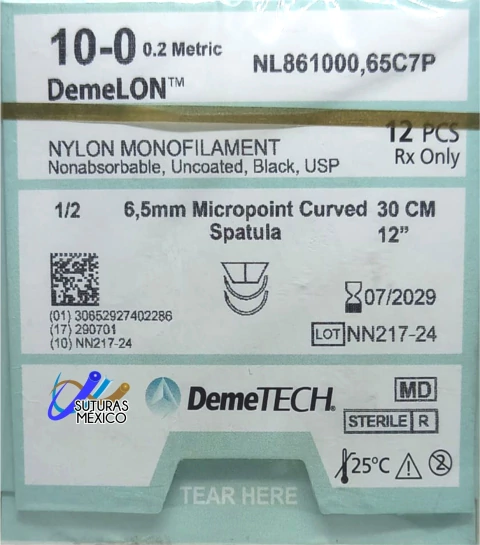 10-0 0.2 Metric
NL861000,65C7P
DemeLON™
12 PCS
NYLON MONOFILAMENT
Rx Only
Nonabsorbable, Uncoated, Black, USP
1/2 6,5mm Micropoint Curved 30 CM
Spatula 12”
07/2029
(01) 30652927402286
(17) 290701
(10) NN217-24
LOT NN217-24
SUTURAS
MÉXICO
DemeTECH®
MD
STERILE R
25°C
2
TEAR HERE